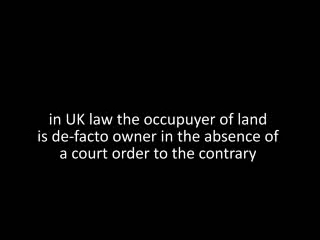 in UK law the occupuyer of land
is de-facto owner in the absence of
a court order to the contrary